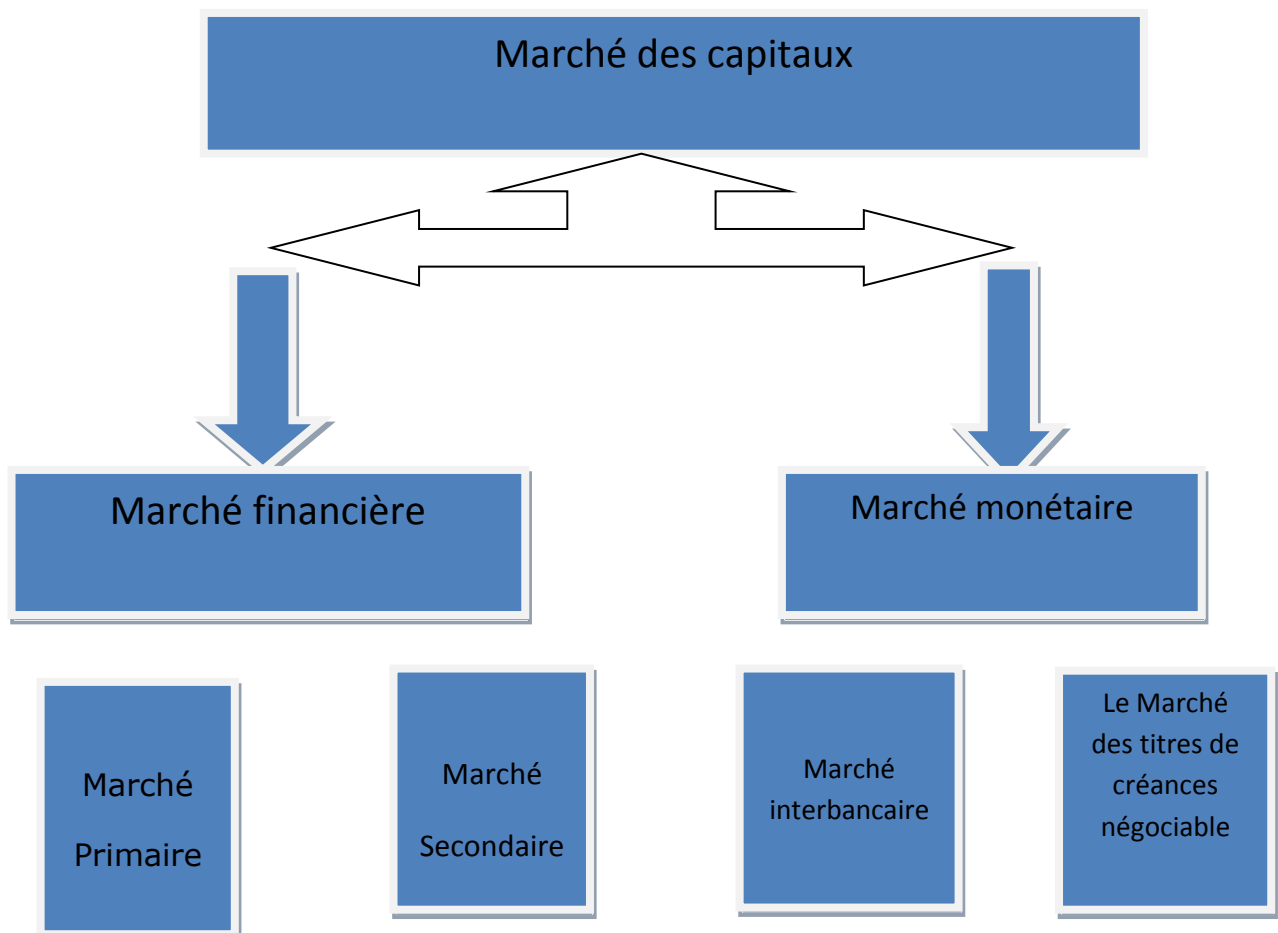 Marché des capitaux
Marché financière
Marché monétaire
Marché
Primaire
Marché
Secondaire
Marché
interbancaire
Le Marché
des titres de
créances
négociable